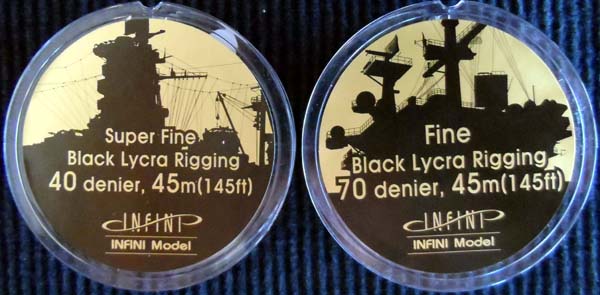 Super Fine
Black Lycra Rigging
40 denier, 45m(145ft)
INFINI
INFINI Model
Fine
Black Lycra Rigging
70 denier, 45m(145ft)
INFINI
INFINI Model